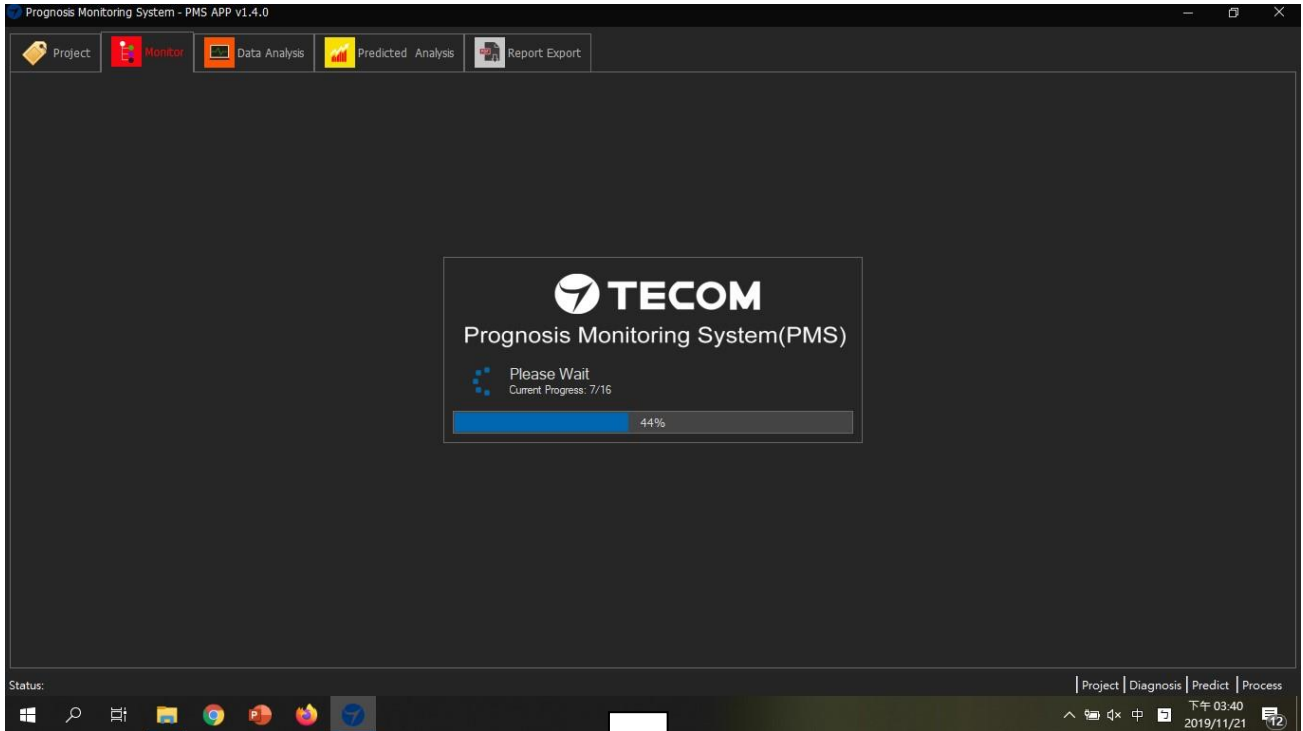 Prognosis Monitoring System - PMS APP v1.4.0
Project Monitor Data Analysis Predicted Analysis Report Export
TECOM
Prognosis Monitoring System(PMS)
Please Wait
Current Progress: 7/16
44%
Status:
Project Diagnosis Predict Process
中 ㄅ 下午 03:40
2019/11/21
12